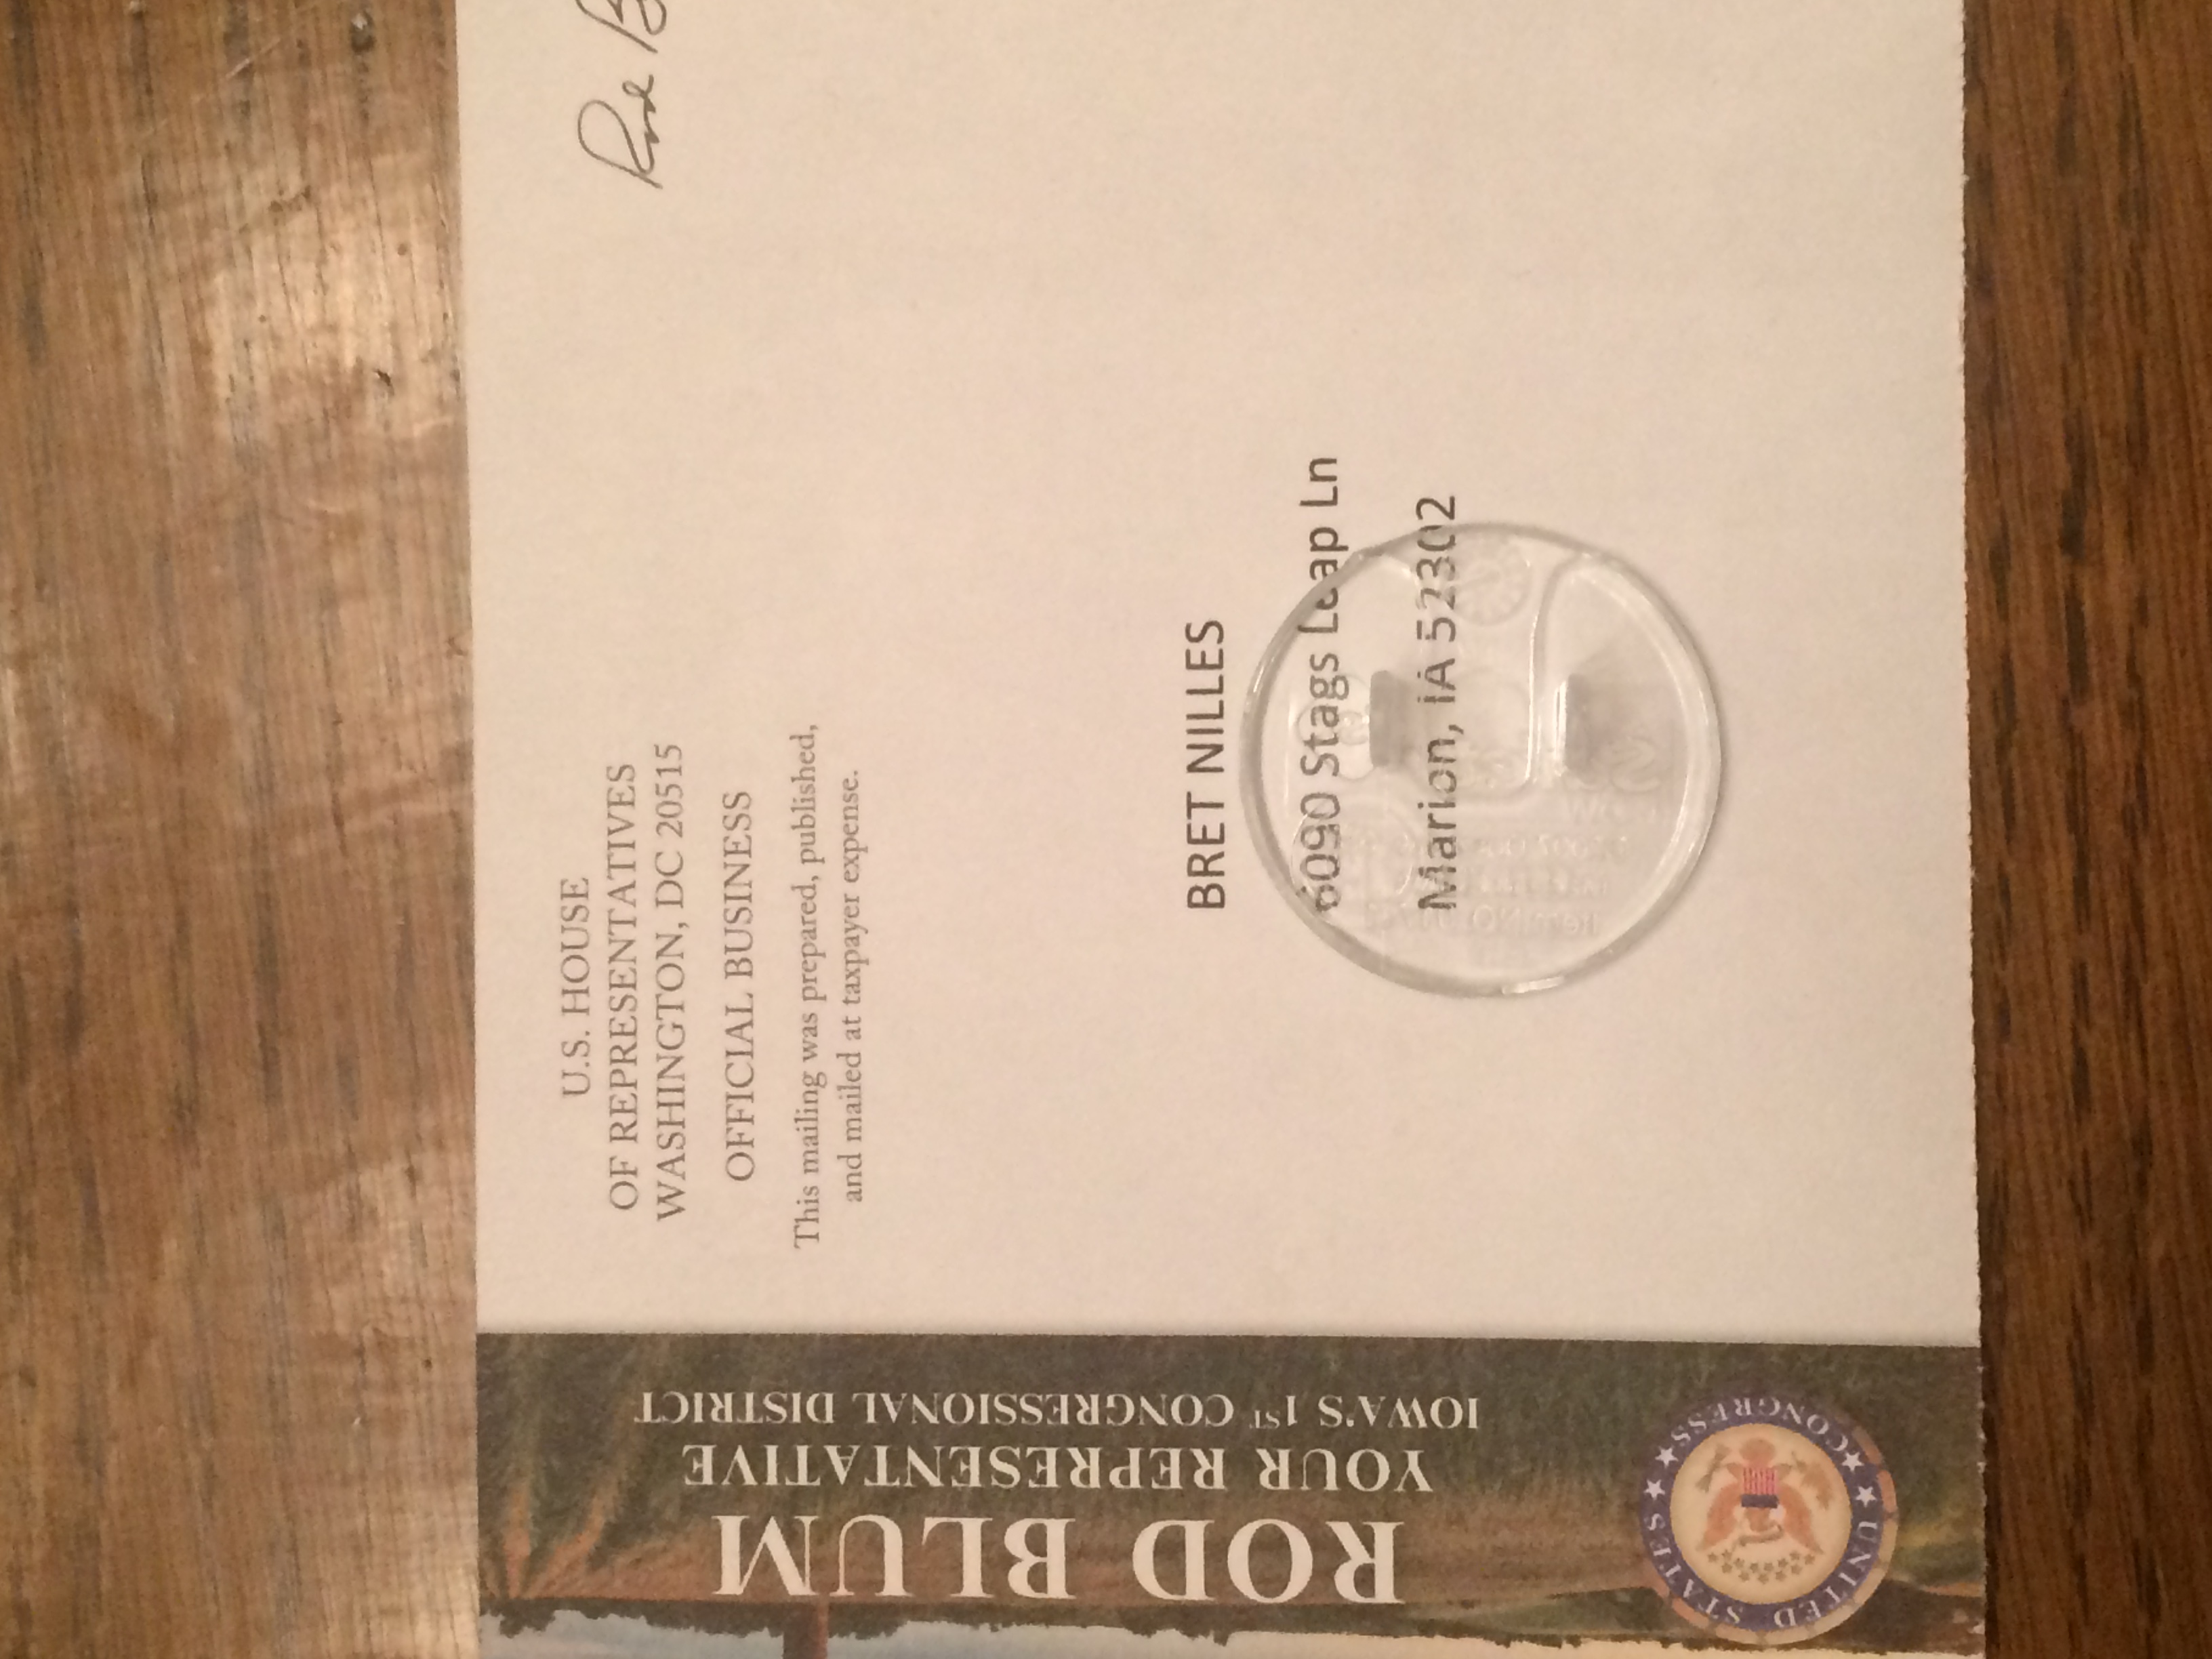 U.S. HOUSE
OF REPRESENTATIVES
WASHINGTON, DC 20515
OFFICIAL BUSINESS
This mailing was prepared, published,
and mailed at taxpayer expense.
Rod B
BRET NILLES
6090 Stags Leap Ln
Marion, IA 52302
ROD BLUM
YOUR REPRESENTATIVE
IOWA'S 1ST CONGRESSIONAL DISTRICT
UNITED STATES
CONGRESS